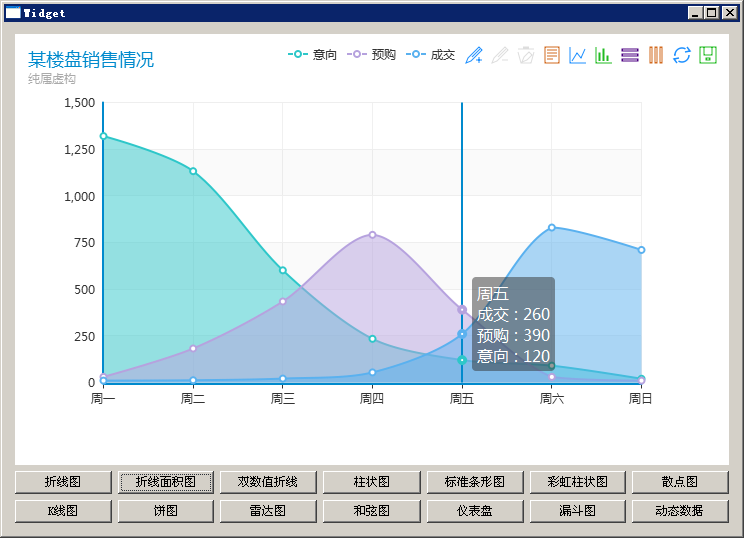 Widget
某楼盘销售情况
纯属虚构
意向 预购 成交
1,500
1,250
1,000
750
500
250
0
周五
成交 : 260
预购 : 390
意向 : 120
周一 周二 周三 周四 周五 周六 周日
折线图 折线面积图 双数值折线 柱状图 标准条形图 彩虹柱状图 散点图
K线图 饼图 雷达图 和弦图 仪表盘 漏斗图 动态数据